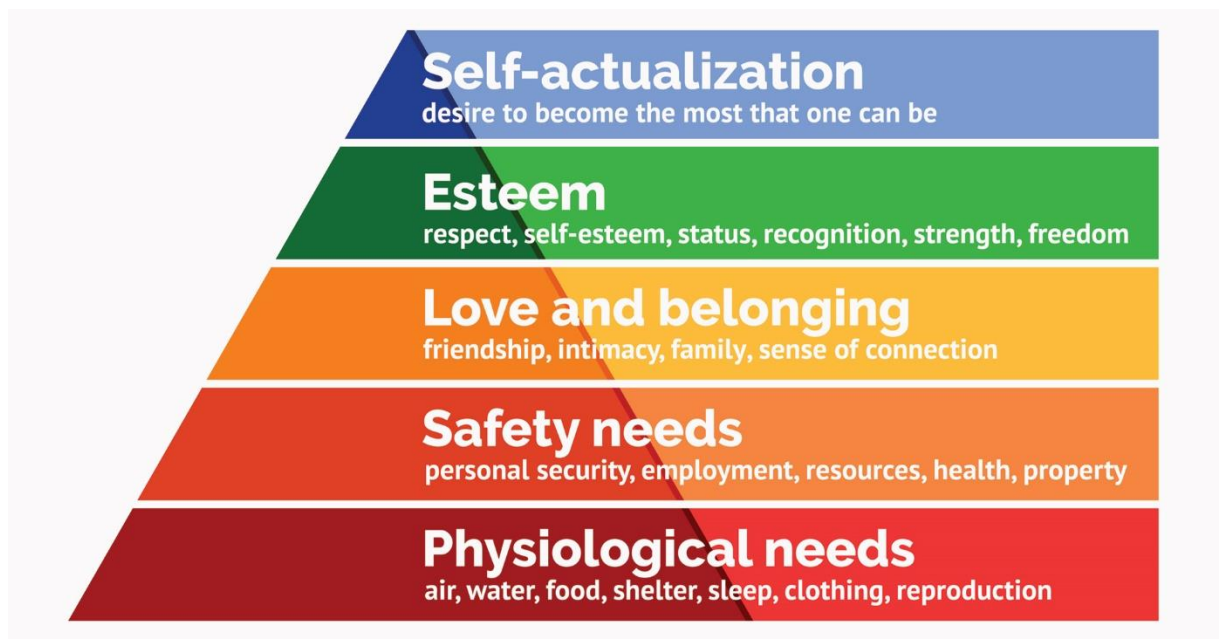 Self-actualization
desire to become the most that one can be
Esteem
respect, self-esteem, status, recognition, strength, freedom
Love and belonging
friendship, intimacy, family, sense of connection
Safety needs
personal security, employment, resources, health, property
Physiological needs
air, water, food, shelter, sleep, clothing, reproduction